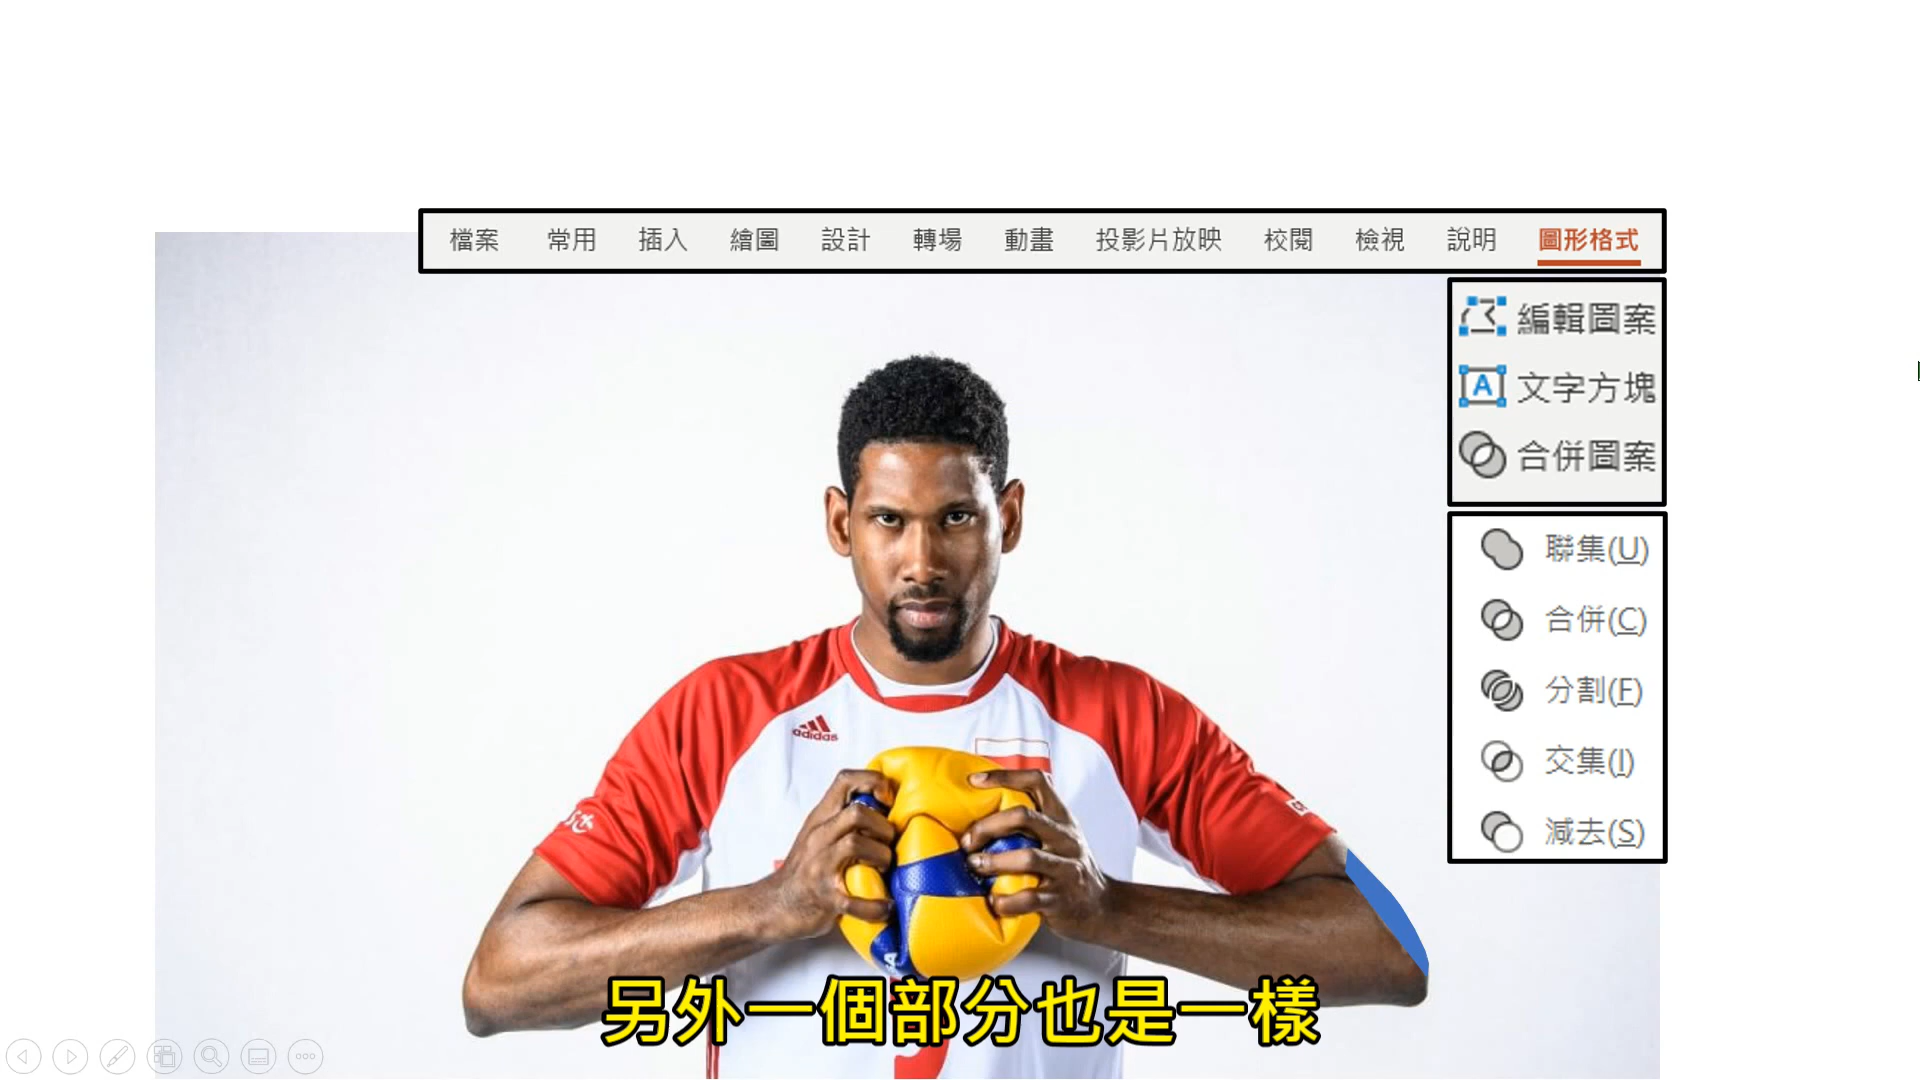 檔案 常用 插入 繪圖 設計 轉場 動畫 投影片放映 校閱 檢視 說明 圖形格式
編輯圖案
A 文字方塊
合併圖案
聯集(U)
合併(C)
分割(F)
交集(I)
減去(S)
adidas
另外一個部分也是一樣